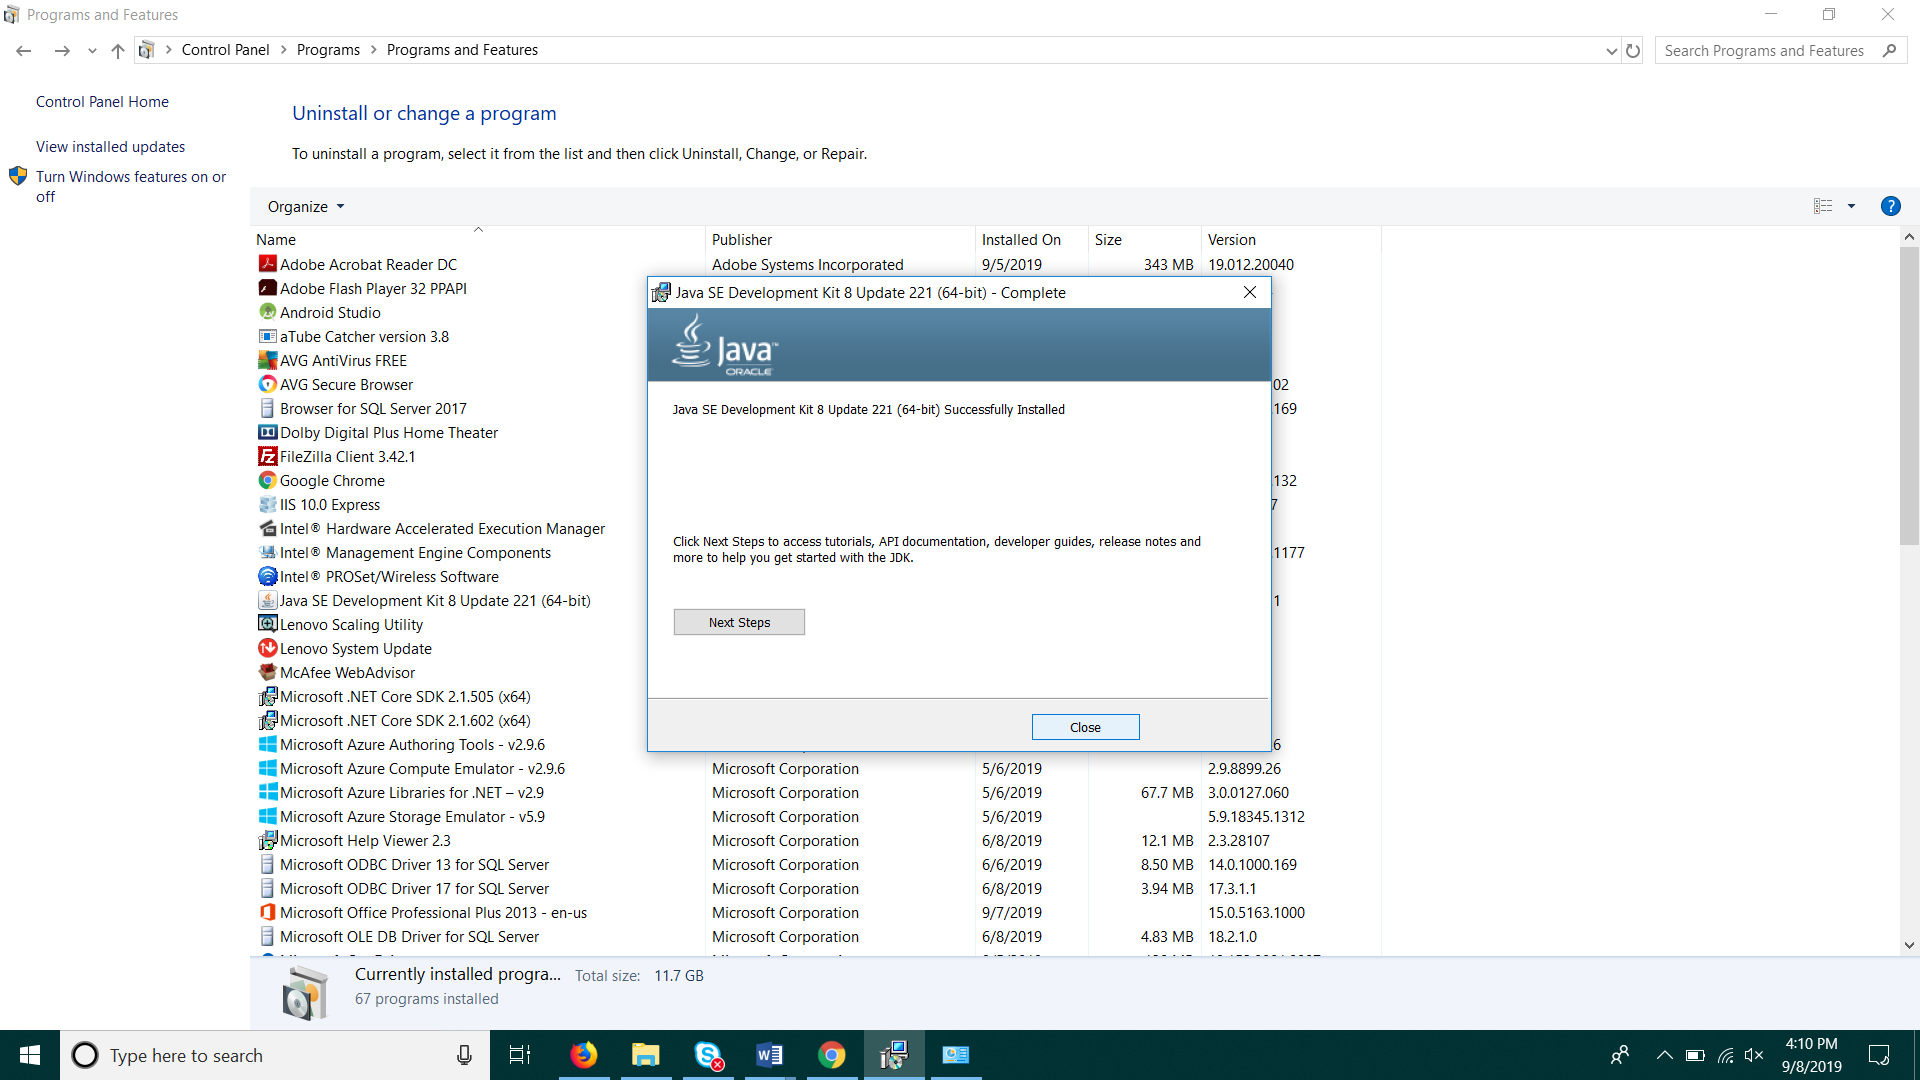 Programs and Features
Control Panel > Programs > Programs and Features
Search Programs and Features
Control Panel Home
View installed updates
Turn Windows features on or
off
Uninstall or change a program
To uninstall a program, select it from the list and then click Uninstall, Change, or Repair.
Organize
Name Publisher Installed On Size Version
Adobe Acrobat Reader DC Adobe Systems Incorporated 9/5/2019 343 MB 19.012.20040
Adobe Flash Player 32 PPAPI
Android Studio
aTube Catcher version 3.8
AVG AntiVirus FREE
AVG Secure Browser 02
Browser for SQL Server 2017 .169
Dolby Digital Plus Home Theater
FileZilla Client 3.42.1
Google Chrome .132
IIS 10.0 Express 7
Intel® Hardware Accelerated Execution Manager
Intel® Management Engine Components .1177
Intel® PROSet/Wireless Software
Java SE Development Kit 8 Update 221 (64-bit) 1
Lenovo Scaling Utility
Lenovo System Update
McAfee WebAdvisor
Microsoft .NET Core SDK 2.1.505 (x64)
Microsoft .NET Core SDK 2.1.602 (x64)
Microsoft Azure Authoring Tools - v2.9.6 6
Microsoft Azure Compute Emulator - v2.9.6 Microsoft Corporation 5/6/2019 2.9.8899.26
Microsoft Azure Libraries for .NET – v2.9 Microsoft Corporation 5/6/2019 67.7 MB 3.0.0127.060
Microsoft Azure Storage Emulator - v5.9 Microsoft Corporation 5/6/2019 5.9.18345.1312
Microsoft Help Viewer 2.3 Microsoft Corporation 6/8/2019 12.1 MB 2.3.28107
Microsoft ODBC Driver 13 for SQL Server Microsoft Corporation 6/6/2019 8.50 MB 14.0.1000.169
Microsoft ODBC Driver 17 for SQL Server Microsoft Corporation 6/8/2019 3.94 MB 17.3.1.1
Microsoft Office Professional Plus 2013 - en-us Microsoft Corporation 9/7/2019 15.0.5163.1000
Microsoft OLE DB Driver for SQL Server Microsoft Corporation 6/8/2019 4.83 MB 18.2.1.0
Java SE Development Kit 8 Update 221 (64-bit) - Complete
Java™
ORACLE
Java SE Development Kit 8 Update 221 (64-bit) Successfully Installed
Click Next Steps to access tutorials, API documentation, developer guides, release notes and
more to help you get started with the JDK.
Next Steps
Close
Currently installed progra... Total size: 11.7 GB
67 programs installed
Type here to search
4:10 PM
9/8/2019